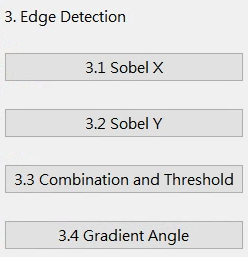 3. Edge Detection
3.1 Sobel X
3.2 Sobel Y
3.3 Combination and Threshold
3.4 Gradient Angle